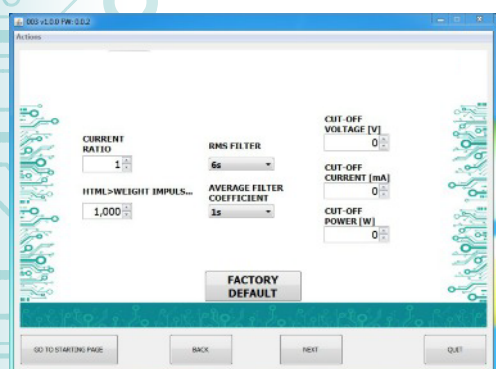 003 v1.0.0 FW: 0.0.2
Actions
CURRENT
RATIO
1
HTML>WEIGHT IMPULS...
1,000
RMS FILTER
6s
AVERAGE FILTER
COEFFICIENT
1s
CUT-OFF
VOLTAGE [V]
0
CUT-OFF
CURRENT [mA]
0
CUT-OFF
POWER [W]
0
FACTORY
DEFAULT
GO TO STARTING PAGE
BACK
NEXT
QUIT